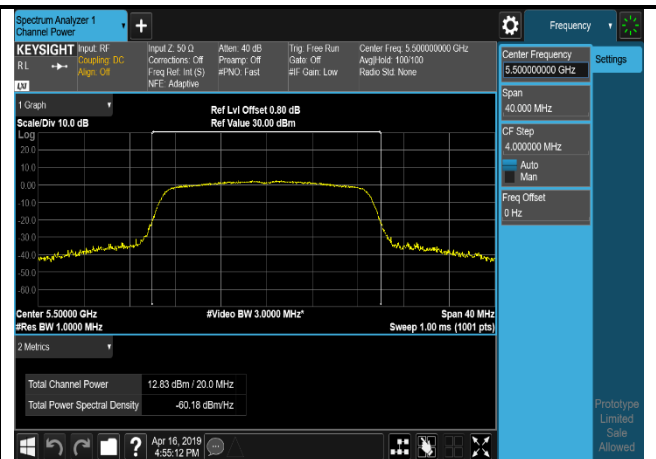 Spectrum Analyzer 1
Channel Power
Frequency
KEYSIGHT
RL
LXI
Input: RF
Coupling: DC
Align: Off
Input Z: 50 Ω
Corrections: Off
Freq Ref: Int (S)
NFE: Adaptive
Atten: 40 dB
Preamp: Off
#PNO: Fast
Trig: Free Run
Gate: Off
#IF Gain: Low
Center Freq: 5.500000000 GHz
Avg|Hold: 100/100
Radio Std: None
Center Frequency
5.500000000 GHz
Settings
Span
40.000 MHz
CF Step
4.000000 MHz
Auto
Man
Freq Offset
0 Hz
1 Graph
Scale/Div 10.0 dB
Ref Lvl Offset 0.80 dB
Ref Value 30.00 dBm
Log
20.0
10.0
0.00
-10.0
-20.0
-30.0
-40.0
-50.0
-60.0
Center 5.50000 GHz
#Res BW 1.0000 MHz
#Video BW 3.0000 MHz*
Span 40 MHz
Sweep 1.00 ms (1001 pts)
2 Metrics
Total Channel Power 12.83 dBm / 20.0 MHz
Total Power Spectral Density -60.18 dBm/Hz
Prototype
Limited
Sale
Allowed
Apr 16, 2019
4:55:12 PM